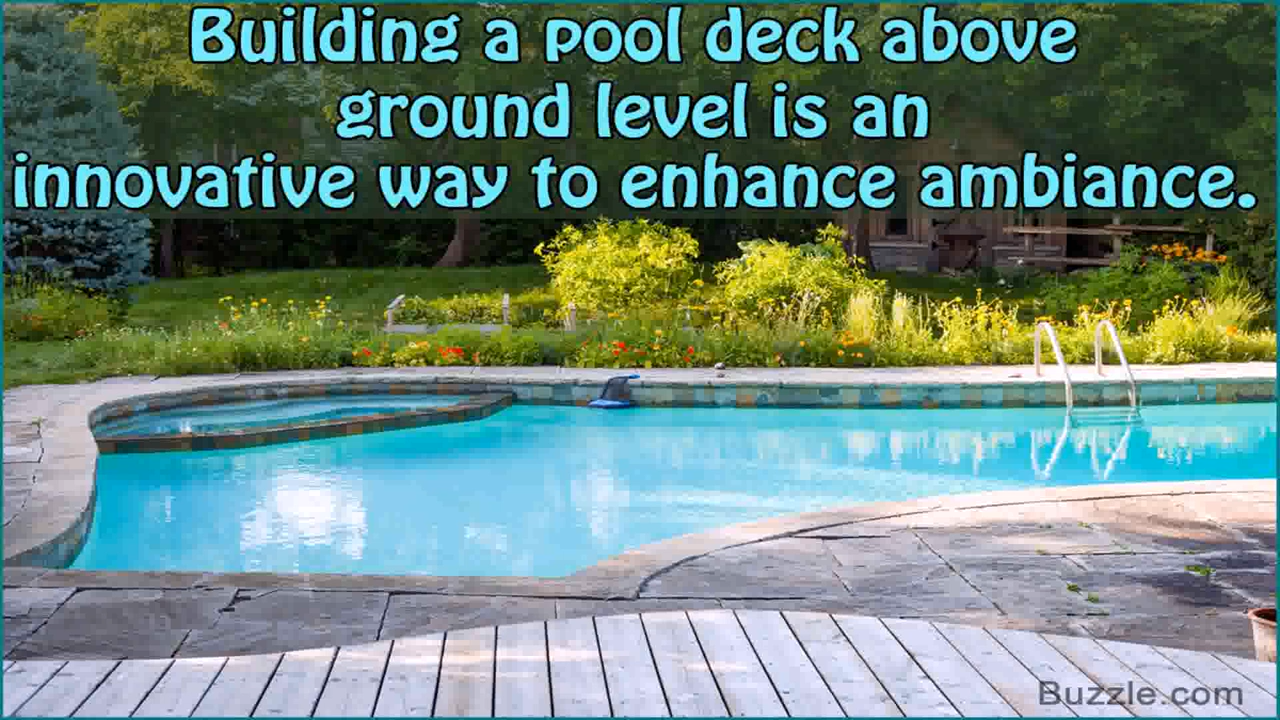 Building a pool deck above
ground level is an
innovative way to enhance ambiance.
Buzzle.com